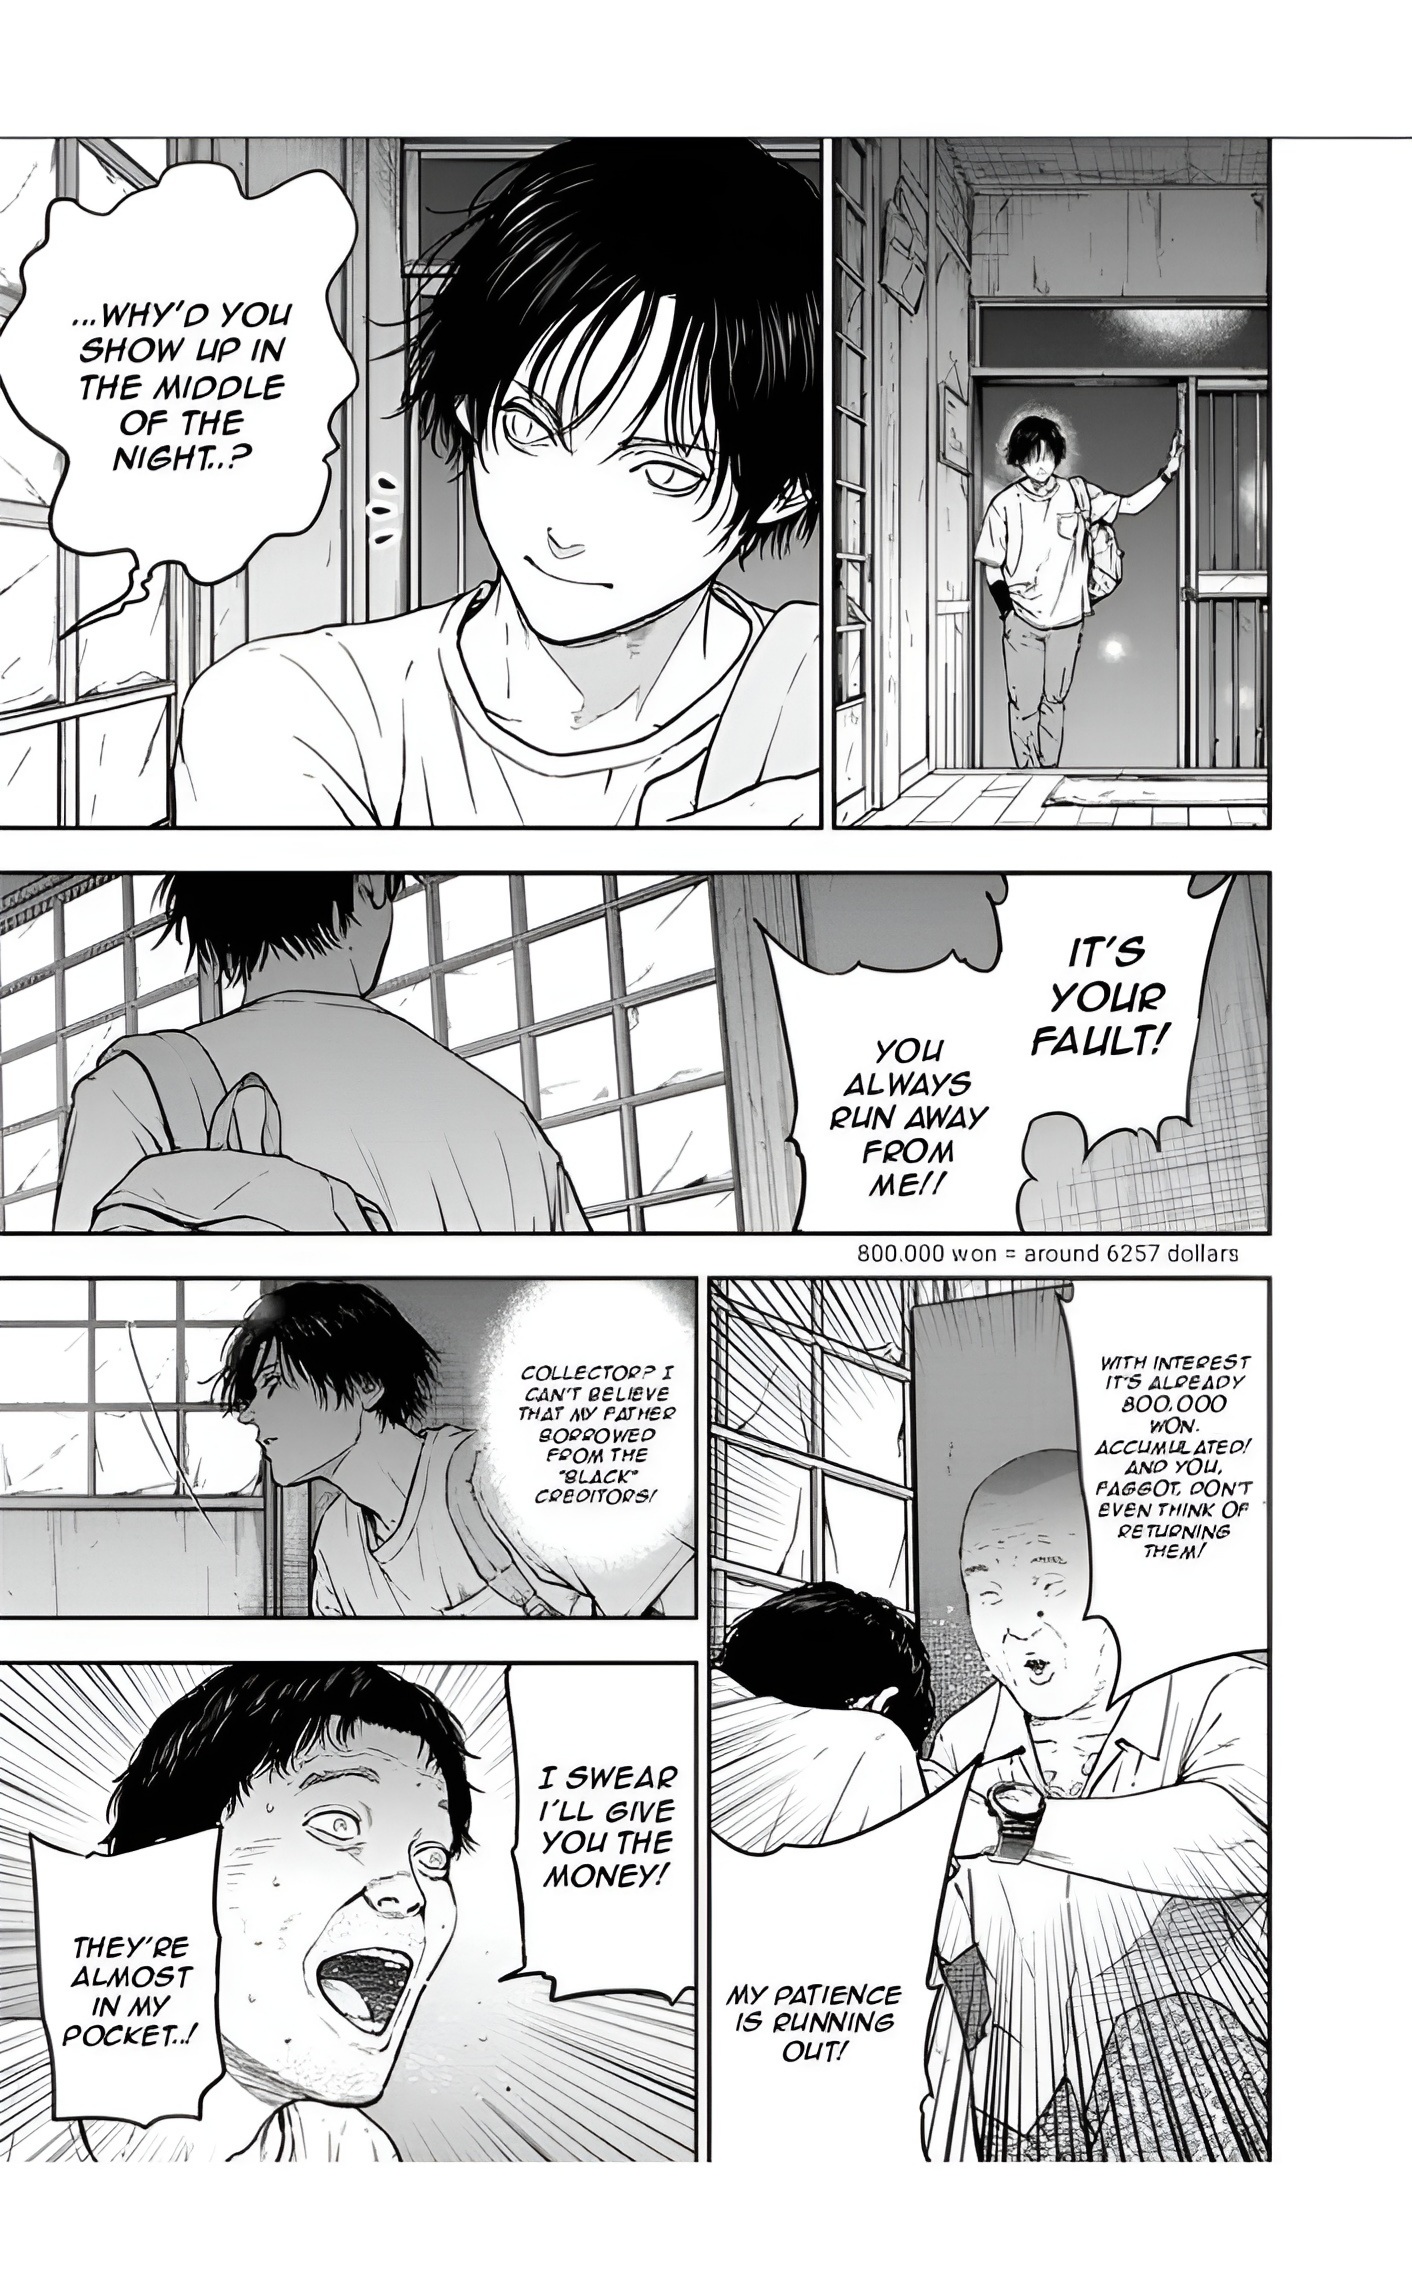 ...WHY'D YOU
SHOW UP IN
THE MIDDLE
OF THE
NIGHT..?
IT'S
YOUR
FAULT!
YOU
ALWAYS
RUN AWAY
FROM
ME!!
800.000 won = around 6257 dollars
WITH INTEREST
IT'S ALREADY
800.000
WON.
ACCUMULATED!
AND YOU,
FAGGOT, DON'T
EVEN THINK OF
RETURNING
THEM!
MY PATIENCE
IS RUNNING
OUT!
COLLECTOR? I
CAN'T BELIEVE
THAT MY FATHER
BORROWED
FROM THE
"BLACK"
CREDITORS!
I SWEAR
I'LL GIVE
YOU THE
MONEY!
THEY'RE
ALMOST
IN MY
POCKET..!